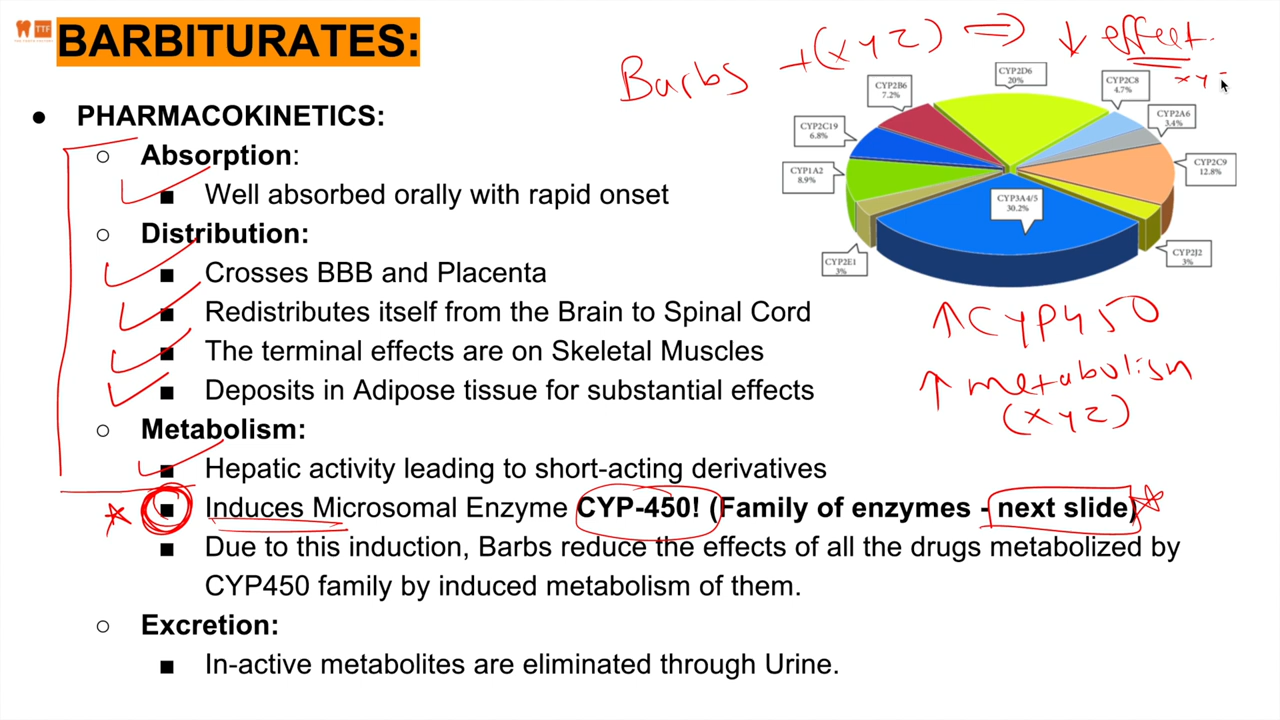 TTF
BARBITURATES:
Barbs + (xyz) ⇒ ↓ effect.
xyz
● PHARMACOKINETICS:
○ Absorption:
■ Well absorbed orally with rapid onset
○ Distribution:
■ Crosses BBB and Placenta
■ Redistributes itself from the Brain to Spinal Cord
■ The terminal effects are on Skeletal Muscles
■ Deposits in Adipose tissue for substantial effects
○ Metabolism:
■ Hepatic activity leading to short-acting derivatives
■ Induces Microsomal Enzyme CYP-450! (Family of enzymes - next slide)
■ Due to this induction, Barbs reduce the effects of all the drugs metabolized by
CYP450 family by induced metabolism of them.
○ Excretion:
■ In-active metabolites are eliminated through Urine.
CYP2D6
20%
CYP2C8
4.7%
CYP2B6
7.2%
CYP2A6
3.4%
CYP2C19
6.8%
CYP2C9
12.8%
CYP1A2
8.9%
CYP3A4/5
30.2%
CYP2E1
3%
CYP2J2
3%
↑ CYP450
↑ metabolism
(xyz)